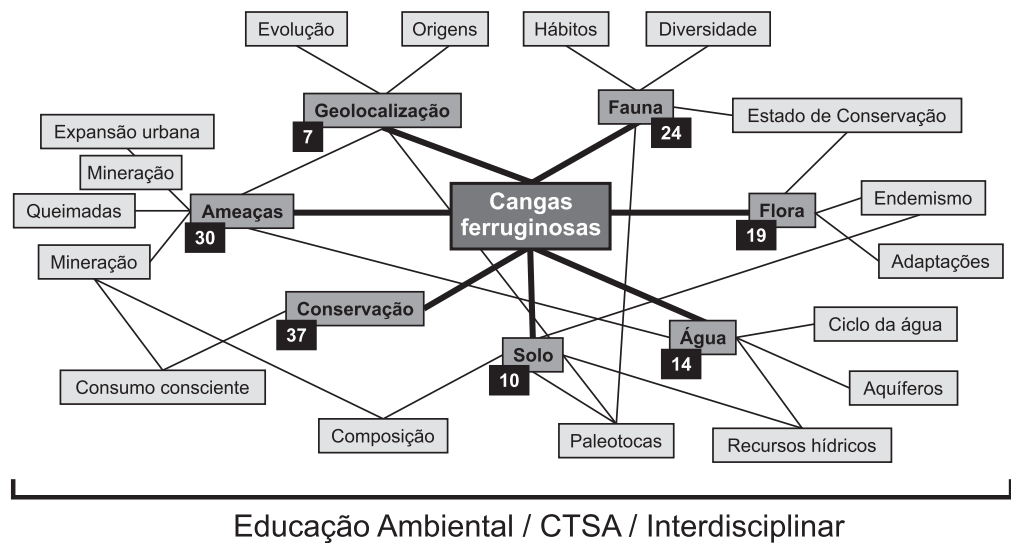 Evolução
Origens
Hábitos
Diversidade
Geolocalização
7
Fauna
24
Expansão urbana
Estado de Conservação
Mineração
Queimadas
Ameaças
30
Cangas
ferruginosas
Flora
19
Endemismo
Mineração
Adaptações
Conservação
37
Solo
10
Água
14
Ciclo da água
Consumo consciente
Aquíferos
Composição
Paleotocas
Recursos hídricos
Educação Ambiental / CTSA / Interdisciplinar